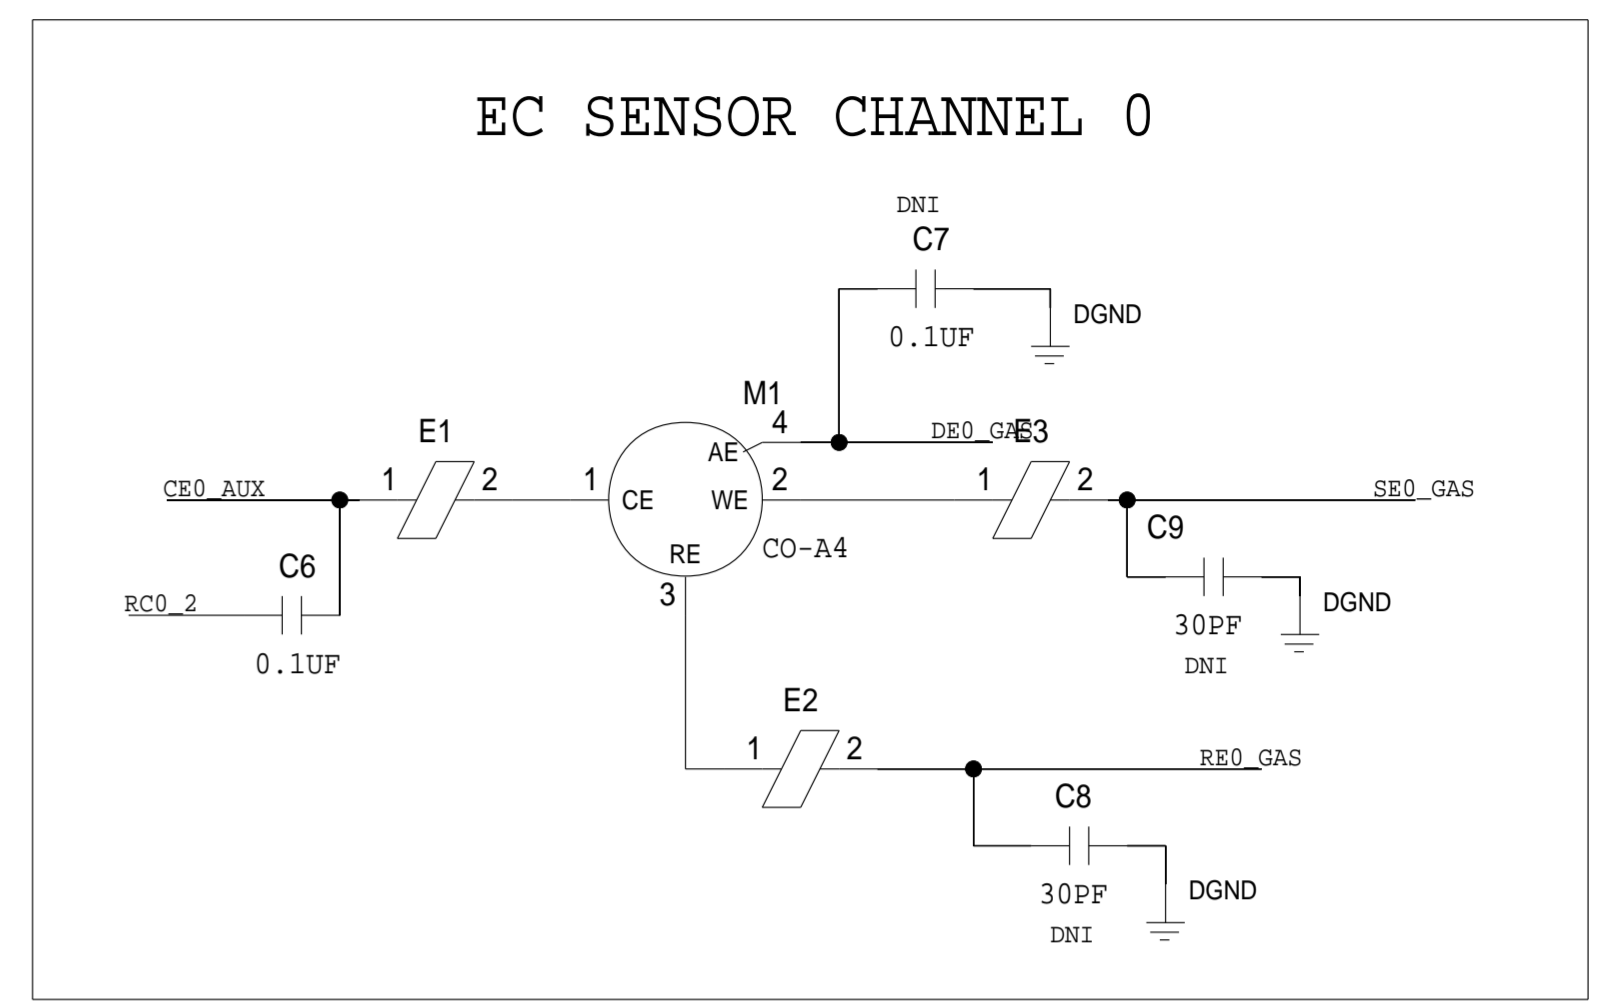 EC SENSOR CHANNEL 0
DNI
C7
0.1UF
DGND
M1
4
AE
DE0_GAS
E3
E1
1
2
1
CE
WE
2
1
2
CE0_AUX
SE0_GAS
C9
RE
CO-A4
C6
3
RC0_2
DGND
30PF
0.1UF
DNI
E2
1
2
RE0_GAS
C8
30PF
DGND
DNI